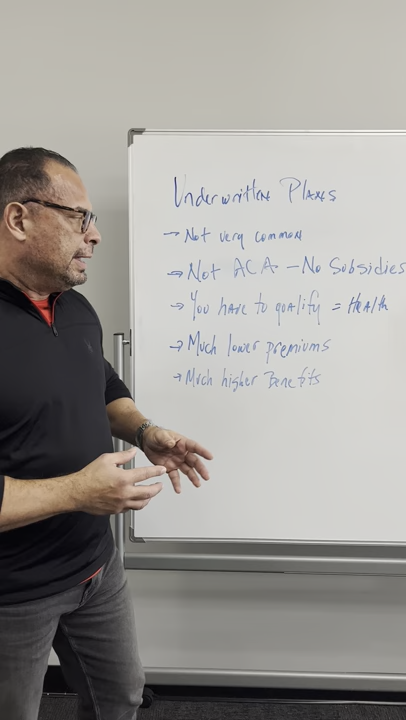 Underwritten Plans
→ Not very common
→ Not ACA - No Subsidies
→ You have to qualify = Health
→ Much lower premiums
→ Much higher Benefits